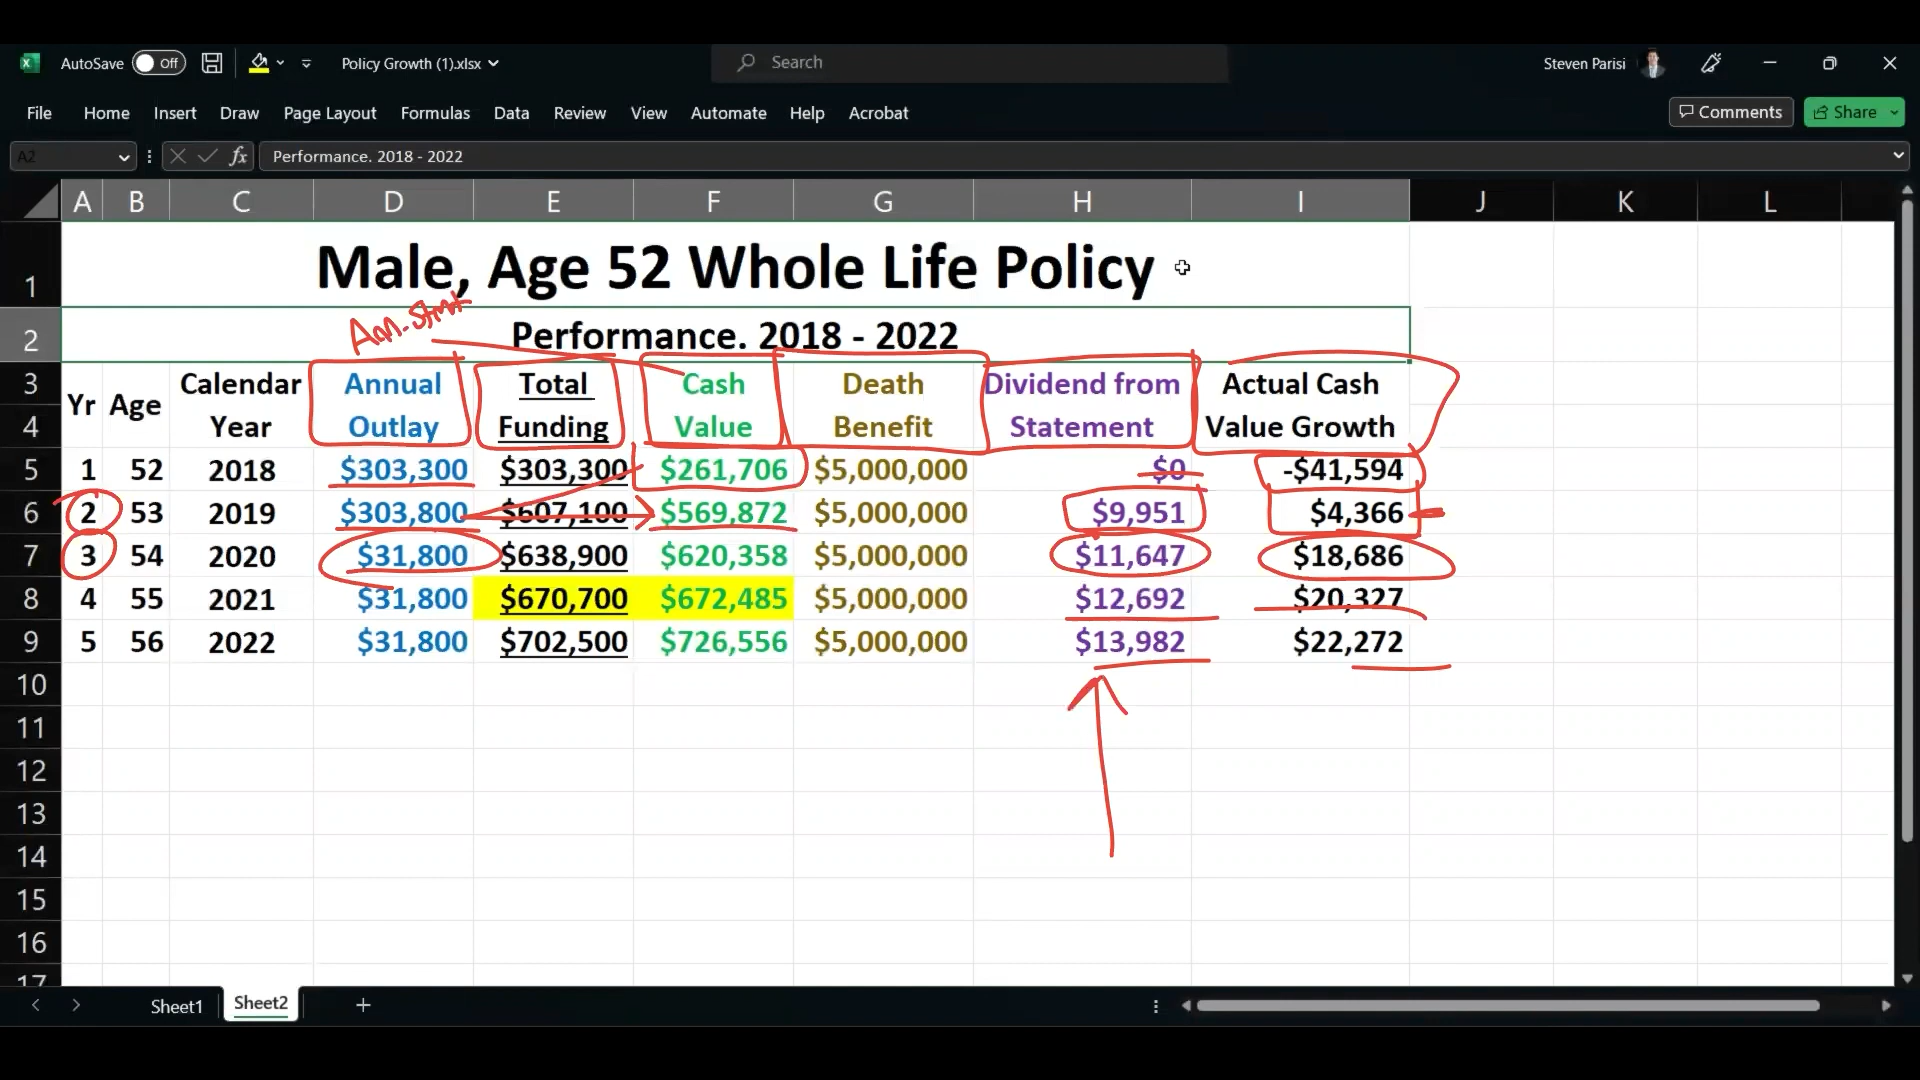 AutoSave Off Policy Growth (1).xlsx Search Steven Parisi
File Home Insert Draw Page Layout Formulas Data Review View Automate Help Acrobat Comments Share
A2 fx Performance. 2018 - 2022
A B C D E F G H I J K L
1 Male, Age 52 Whole Life Policy
Ann. Stmt
2 Performance. 2018 - 2022
3 Yr Age Calendar Annual Total Cash Death Dividend from Actual Cash
4 Year Outlay Funding Value Benefit Statement Value Growth
5 1 52 2018 $303,300 $303,300 $261,706 $5,000,000 $0 -$41,594
6 2 53 2019 $303,800 $607,100 $569,872 $5,000,000 $9,951 $4,366
7 3 54 2020 $31,800 $638,900 $620,358 $5,000,000 $11,647 $18,686
8 4 55 2021 $31,800 $670,700 $672,485 $5,000,000 $12,692 $20,327
9 5 56 2022 $31,800 $702,500 $726,556 $5,000,000 $13,982 $22,272
10
11
12
13
14
15
16
17
Sheet1 Sheet2